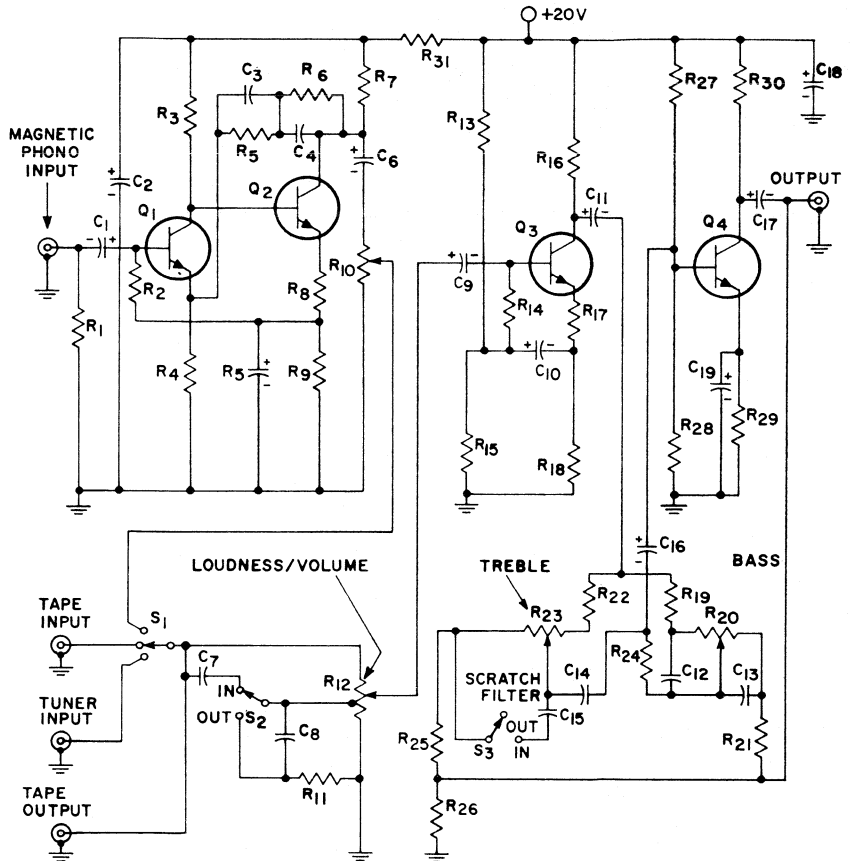 +20V
R31
C18
C3
R6
R7
R27
R30
R3
R13
MAGNETIC
PHONO
INPUT
R5
C4
R16
C2
C6
OUTPUT
C1
Q1
Q2
C11
Q3
Q4
C17
R10
C9
R2
R8
R14
R17
R1
R4
R5
R9
C10
C19
R15
R18
R28
R29
C16
LOUDNESS/VOLUME
TREBLE
BASS
TAPE
INPUT
S1
R23
R22
R19
R20
C7
R12
SCRATCH
FILTER
C14
R24
C12
C13
TUNER
INPUT
IN
OUT
S2
C8
R25
S3
OUT
IN
C15
R21
R11
TAPE
OUTPUT
R26
+
-
+
-
+
-
-
+
+
-
+
-
+
-
+
-
+
-
+
-
+
-
+
-